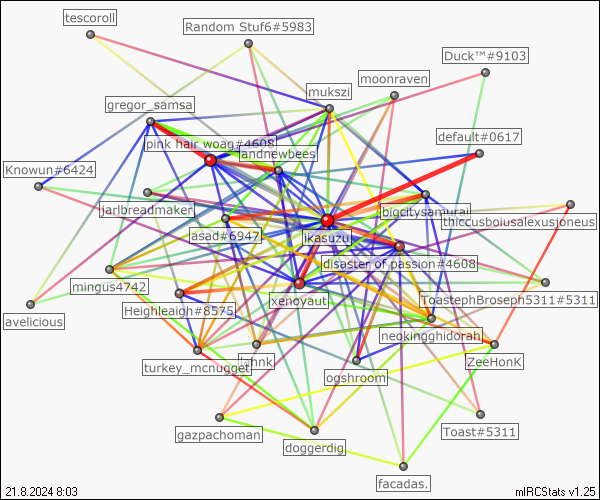 tescoroll
Random Stuf6#5983
Duck™#9103
mukszi
moonraven
gregor_samsa
default#0617
pink hair woag#4608
andnewbees
Knowun#6424
jarlbreadmaker
bigcitysamurai
thiccusboiusalexusjoneus
asad#6947
ikasuzu
disaster of passion#4608
mingus4742
xenoyaut
ToastephBroseph5311#5311
avelicious
Heighleaigh#8575
neokingghidorah
turkey_mcnugget
ogshroom
ZeeHonK
gazpachoman
doggerdig
Toast#5311
facadas.
21.8.2024 8:03
mIRCStats v1.25